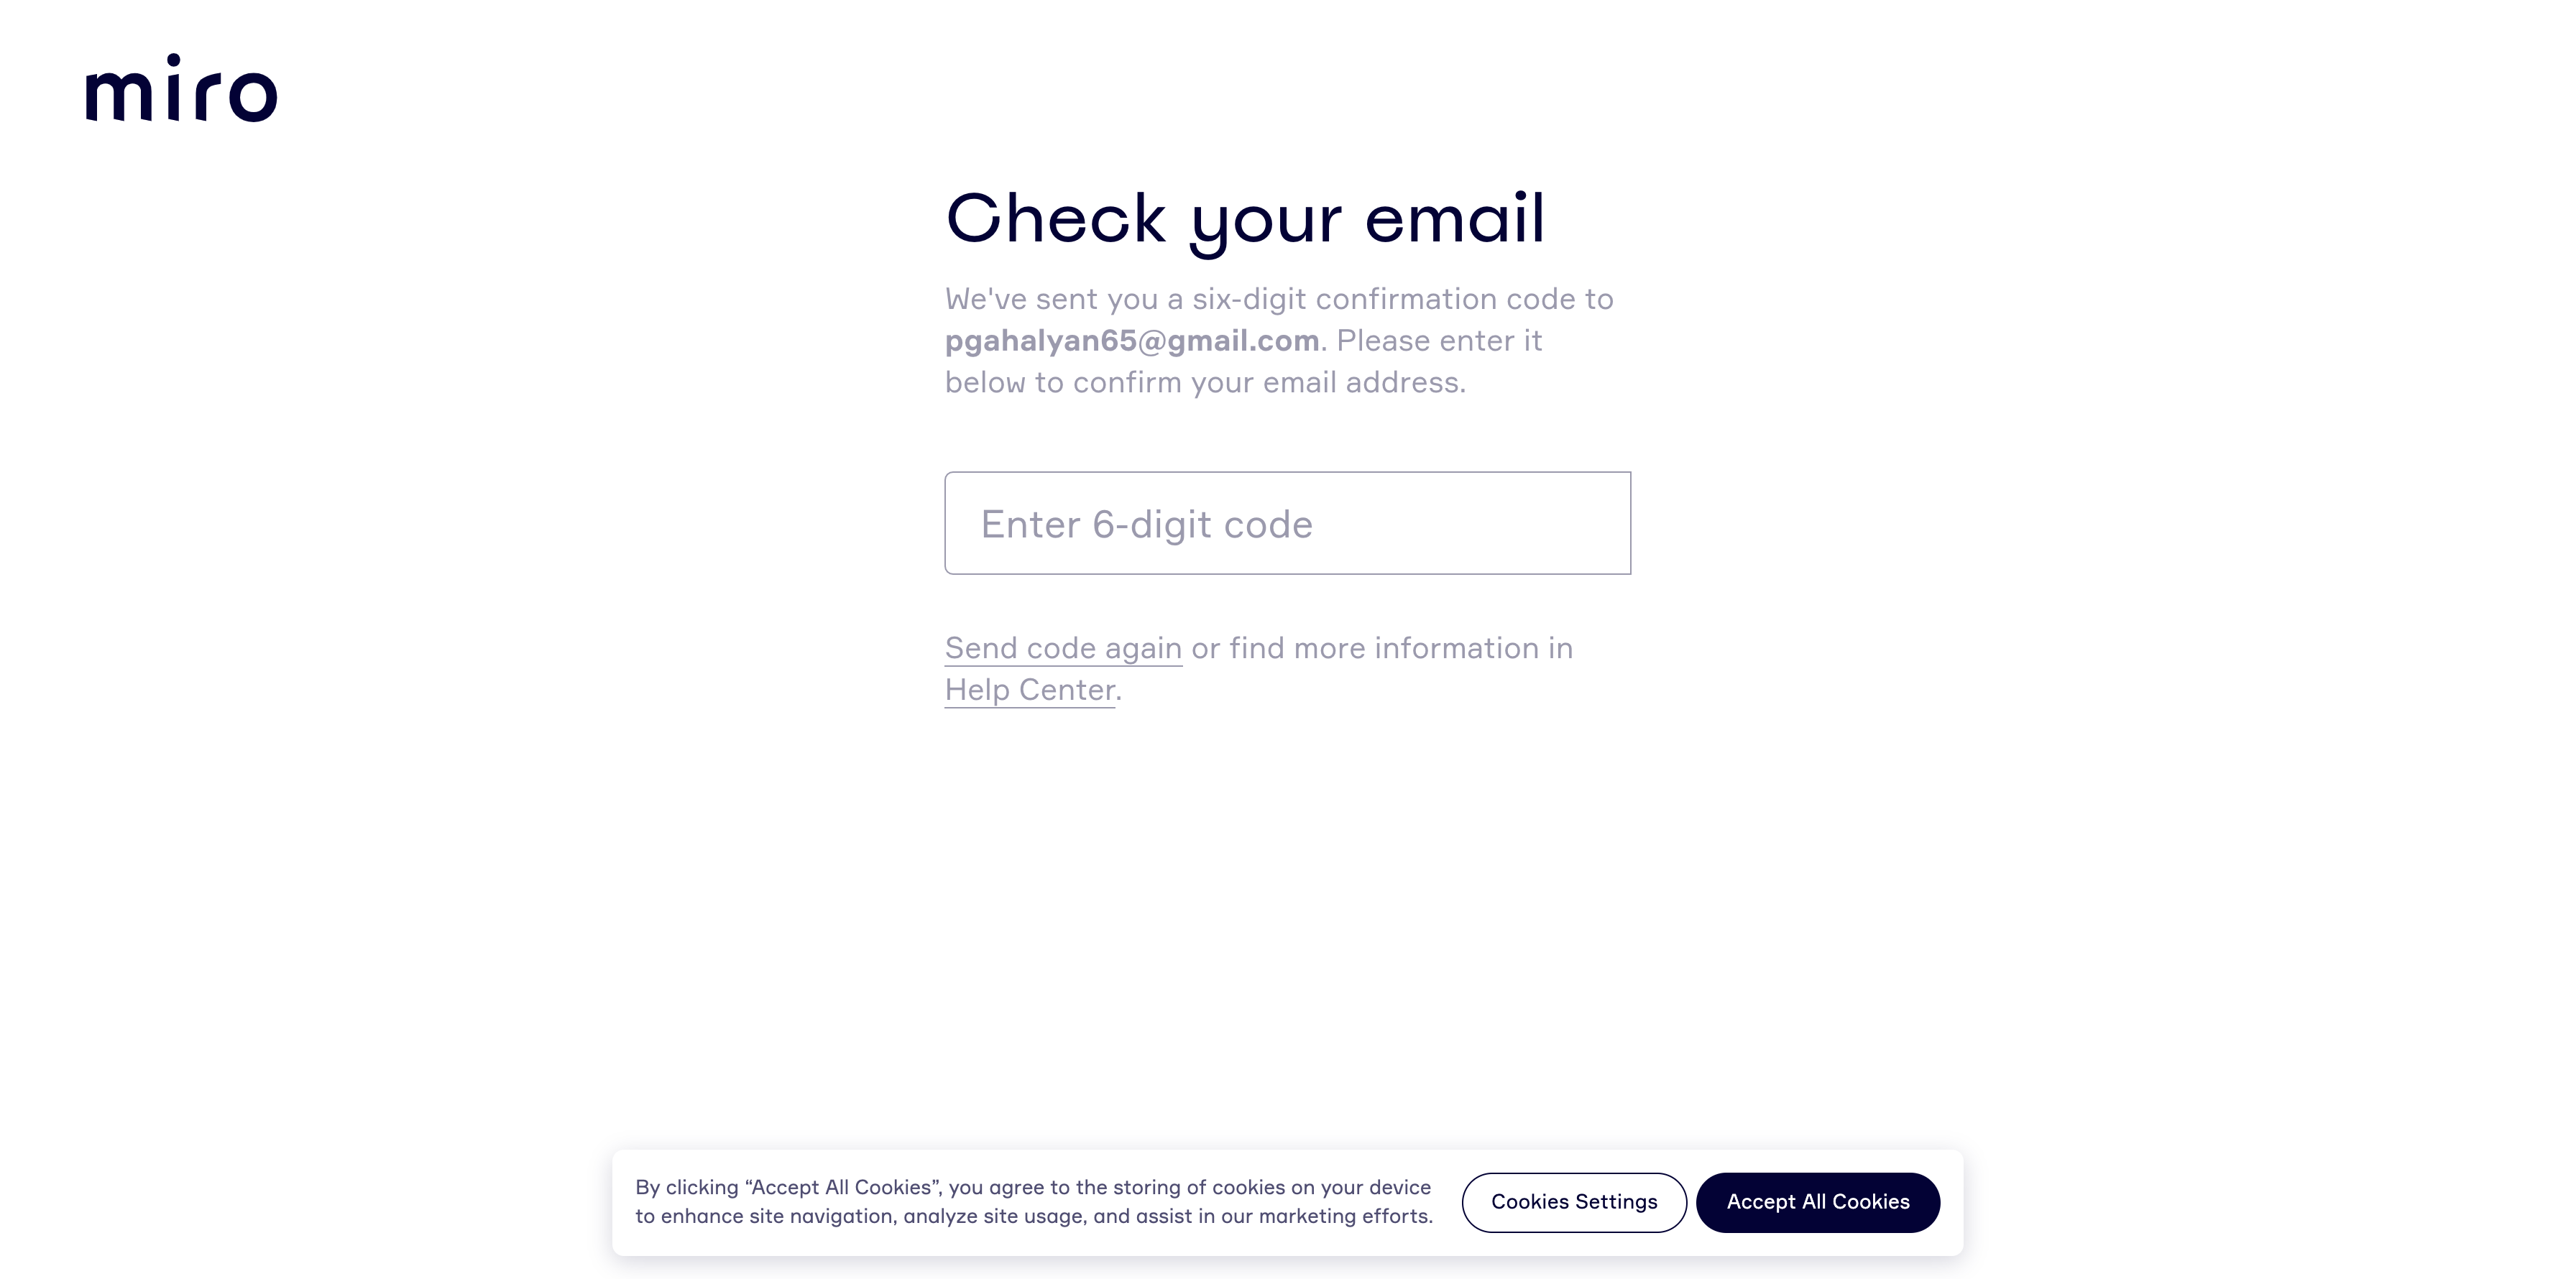 miro
Check your email
We've sent you a six-digit confirmation code to
pgahalyan65@gmail.com. Please enter it
below to confirm your email address.
Enter 6-digit code
Send code again or find more information in
Help Center.
By clicking “Accept All Cookies”, you agree to the storing of cookies on your device
to enhance site navigation, analyze site usage, and assist in our marketing efforts.
Cookies Settings
Accept All Cookies